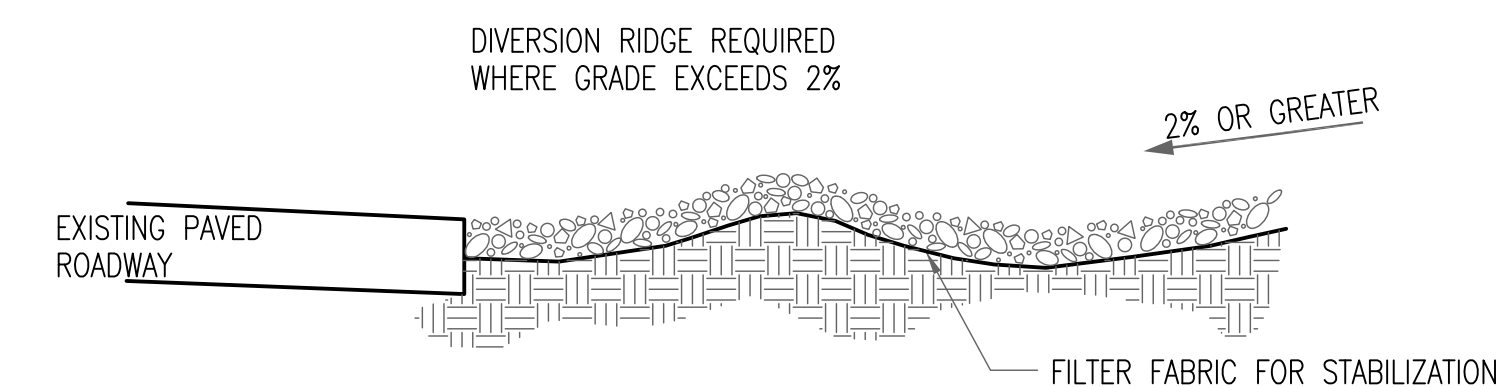 DIVERSION RIDGE REQUIRED
WHERE GRADE EXCEEDS 2%
2% OR GREATER
EXISTING PAVED
ROADWAY
FILTER FABRIC FOR STABILIZATION